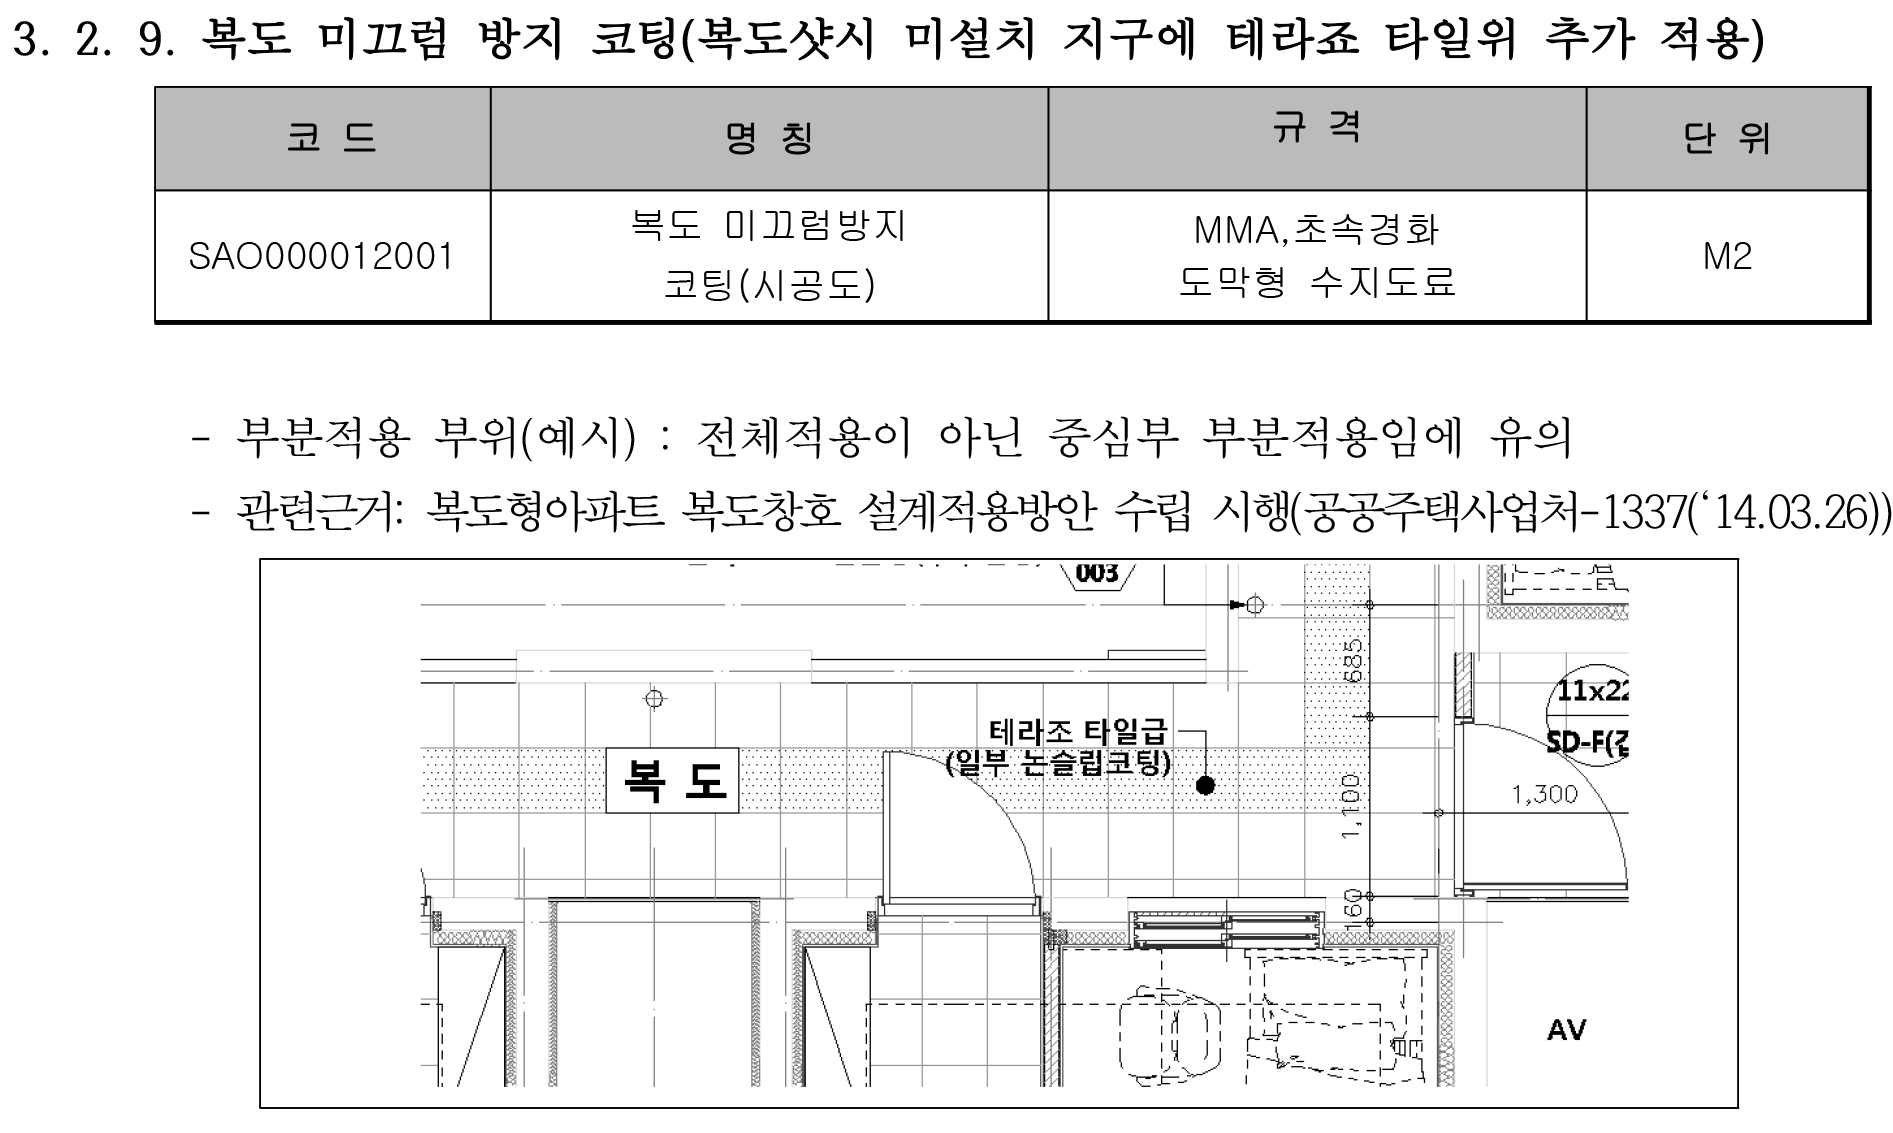 3. 2. 9. 복도 미끄럼 방지 코팅(복도샷시 미설치 지구에 테라죠 타일위 추가 적용)
코 드 명 칭 규 격 단 위
SAO000012001 복도 미끄럼방지 코팅(시공도) MMA,초속경화 도막형 수지도료 M2
- 부분적용 부위(예시) : 전체적용이 아닌 중심부 부분적용임에 유의
- 관련근거: 복도형아파트 복도창호 설계적용방안 수립 시행(공공주택사업처-1337(‘14.03.26))
003
685
11x22
테라조 타일급
(일부 논슬립코팅)
SD-F(갑
복 도
1,100
1,300
160
AV